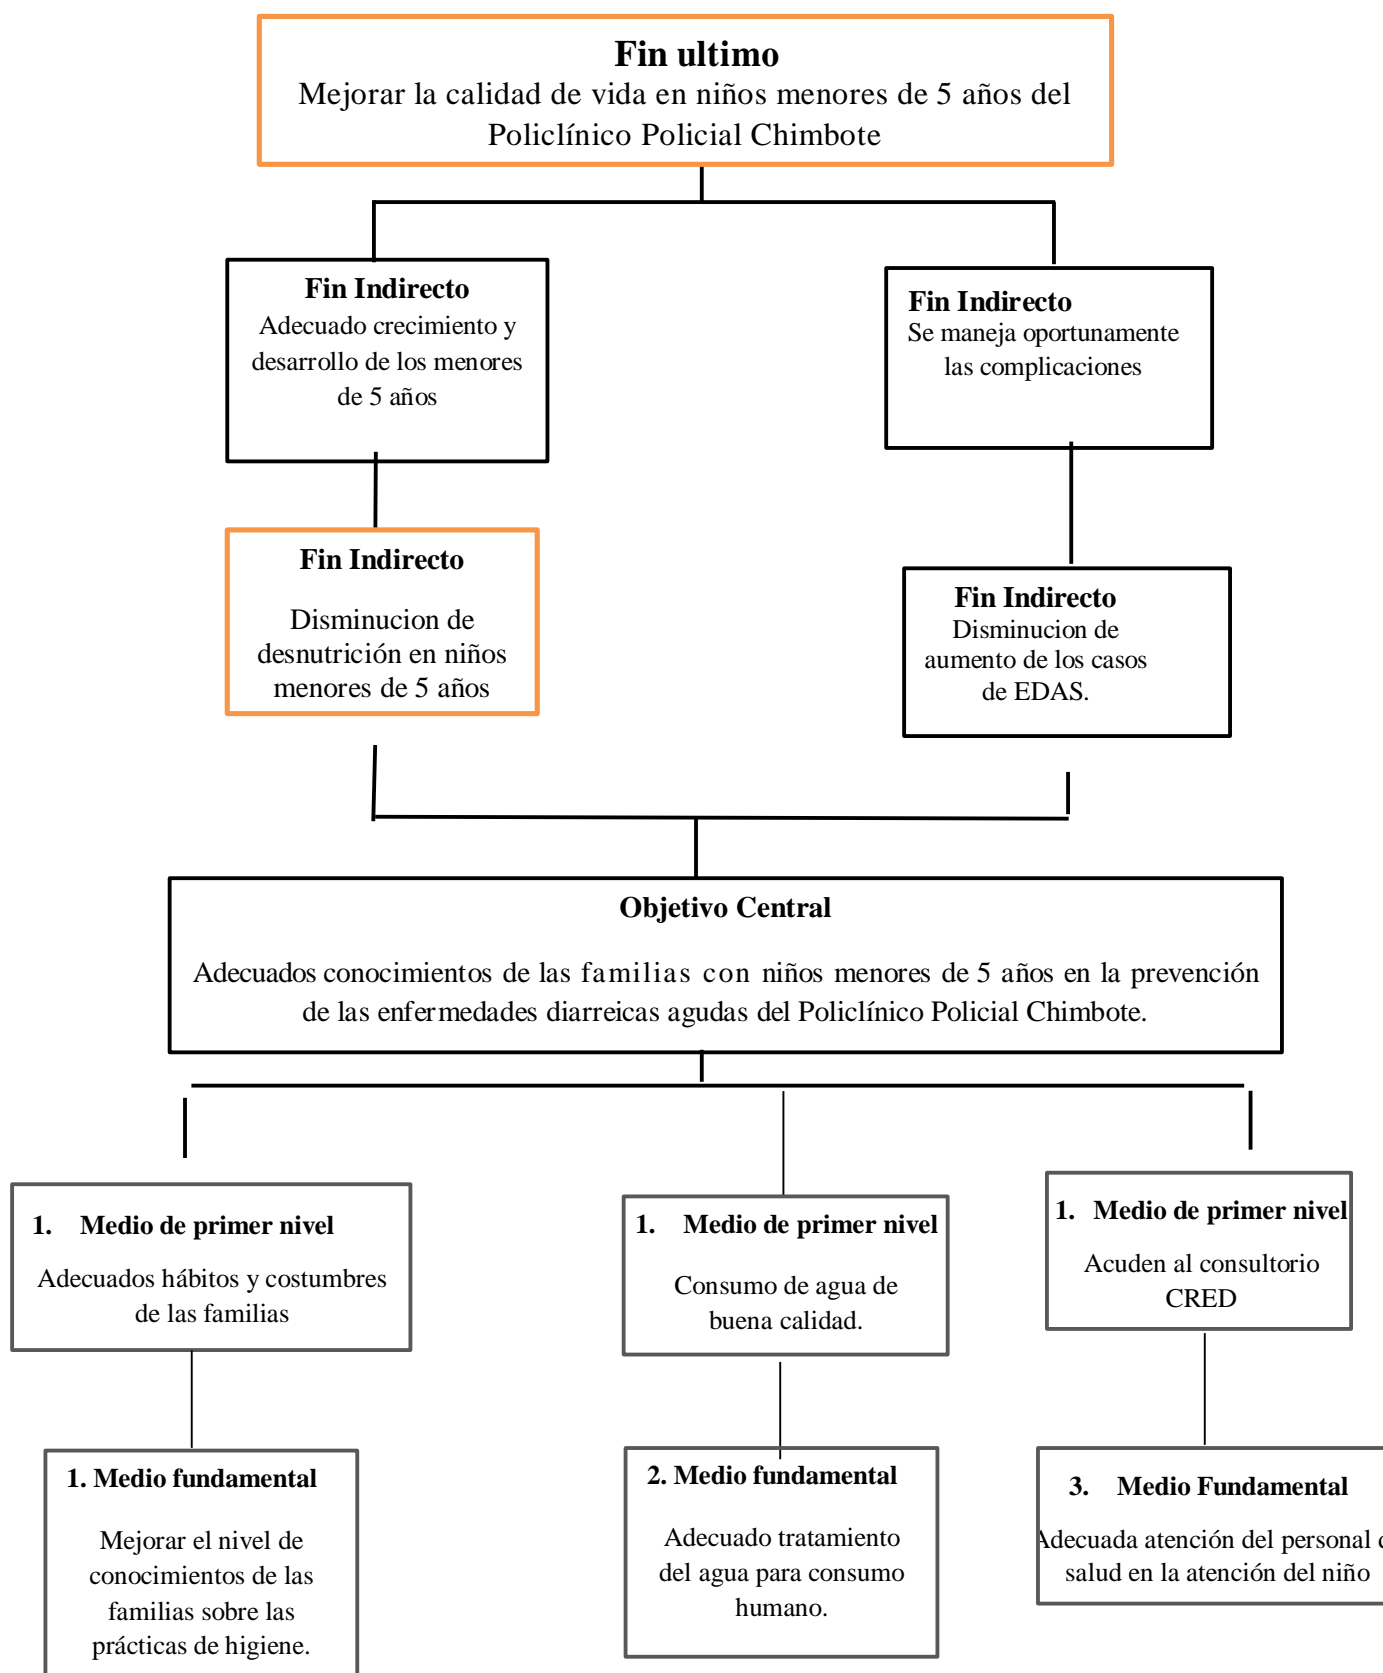 Fin ultimo
Mejorar la calidad de vida en niños menores de 5 años del
Policlínico Policial Chimbote
Fin Indirecto
Adecuado crecimiento y
desarrollo de los menores
de 5 años
Fin Indirecto
Se maneja oportunamente
las complicaciones
Fin Indirecto
Disminucion de
desnutrición en niños
menores de 5 años
Fin Indirecto
Disminucion de
aumento de los casos
de EDAS.
Objetivo Central
Adecuados conocimientos de las familias con niños menores de 5 años en la prevención
de las enfermedades diarreicas agudas del Policlínico Policial Chimbote.
1. Medio de primer nivel
Adecuados hábitos y costumbres
de las familias
1. Medio de primer nivel
Consumo de agua de
buena calidad.
1. Medio de primer nivel
Acuden al consultorio
CRED
1. Medio fundamental
Mejorar el nivel de
conocimientos de las
familias sobre las
prácticas de higiene.
2. Medio fundamental
Adecuado tratamiento
del agua para consumo
humano.
3. Medio Fundamental
Adecuada atención del personal
salud en la atención del niño